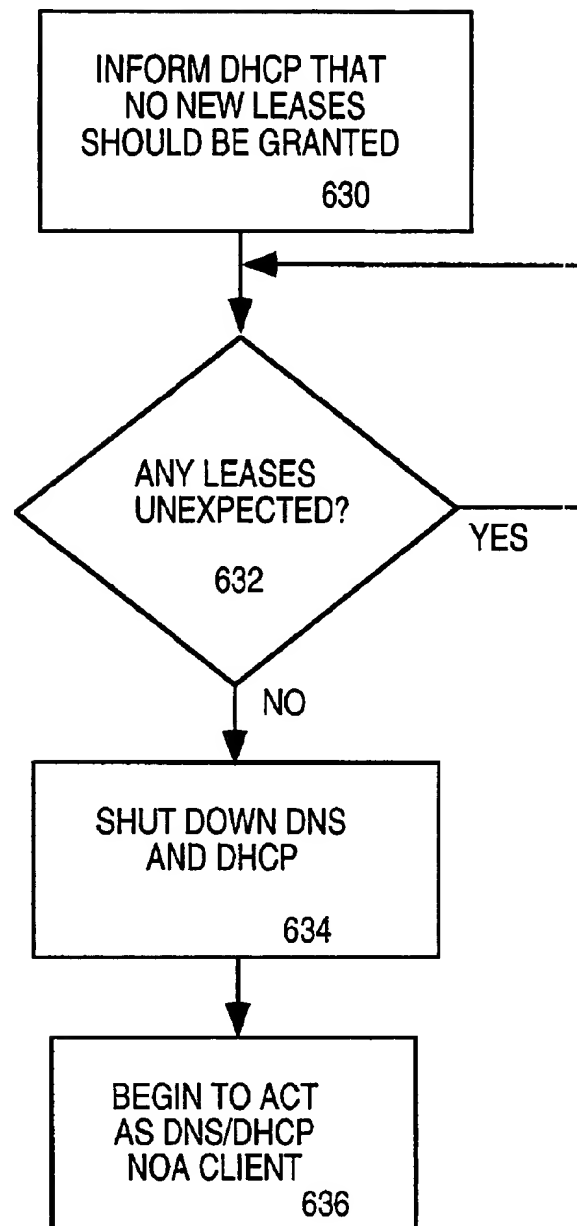 INFORM DHCP THAT
NO NEW LEASES
SHOULD BE GRANTED
630
ANY LEASES
UNEXPECTED?
632
YES
NO
SHUT DOWN DNS
AND DHCP
634
BEGIN TO ACT
AS DNS/DHCP
NOA CLIENT
636